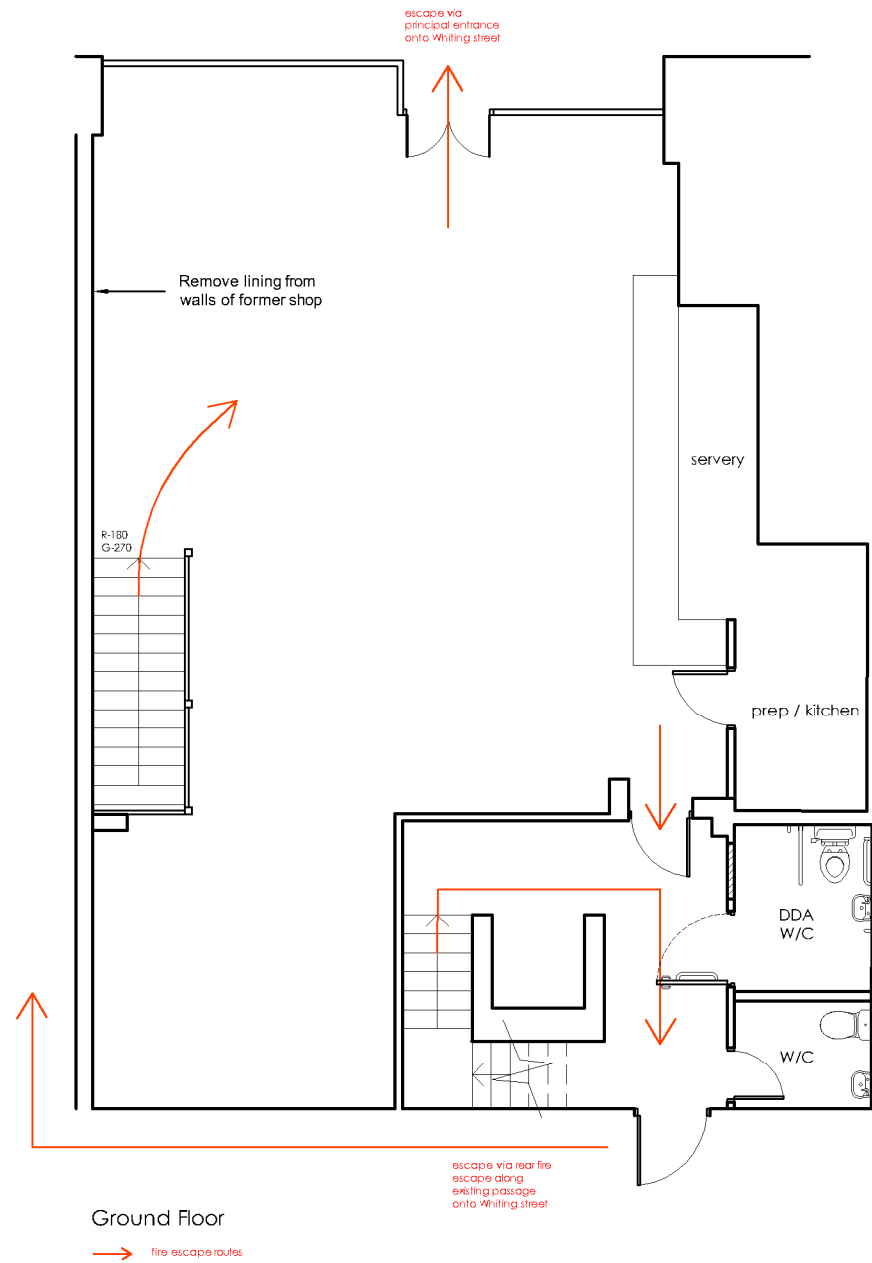 escape via
principal entrance
onto Whiting street
Remove lining from
walls of former shop
servery
R-180
G-270
prep / kitchen
DDA
W/C
W/C
escape via rear fire
escape along
existing passage
onto Whiting street
Ground Floor
fire escape routes